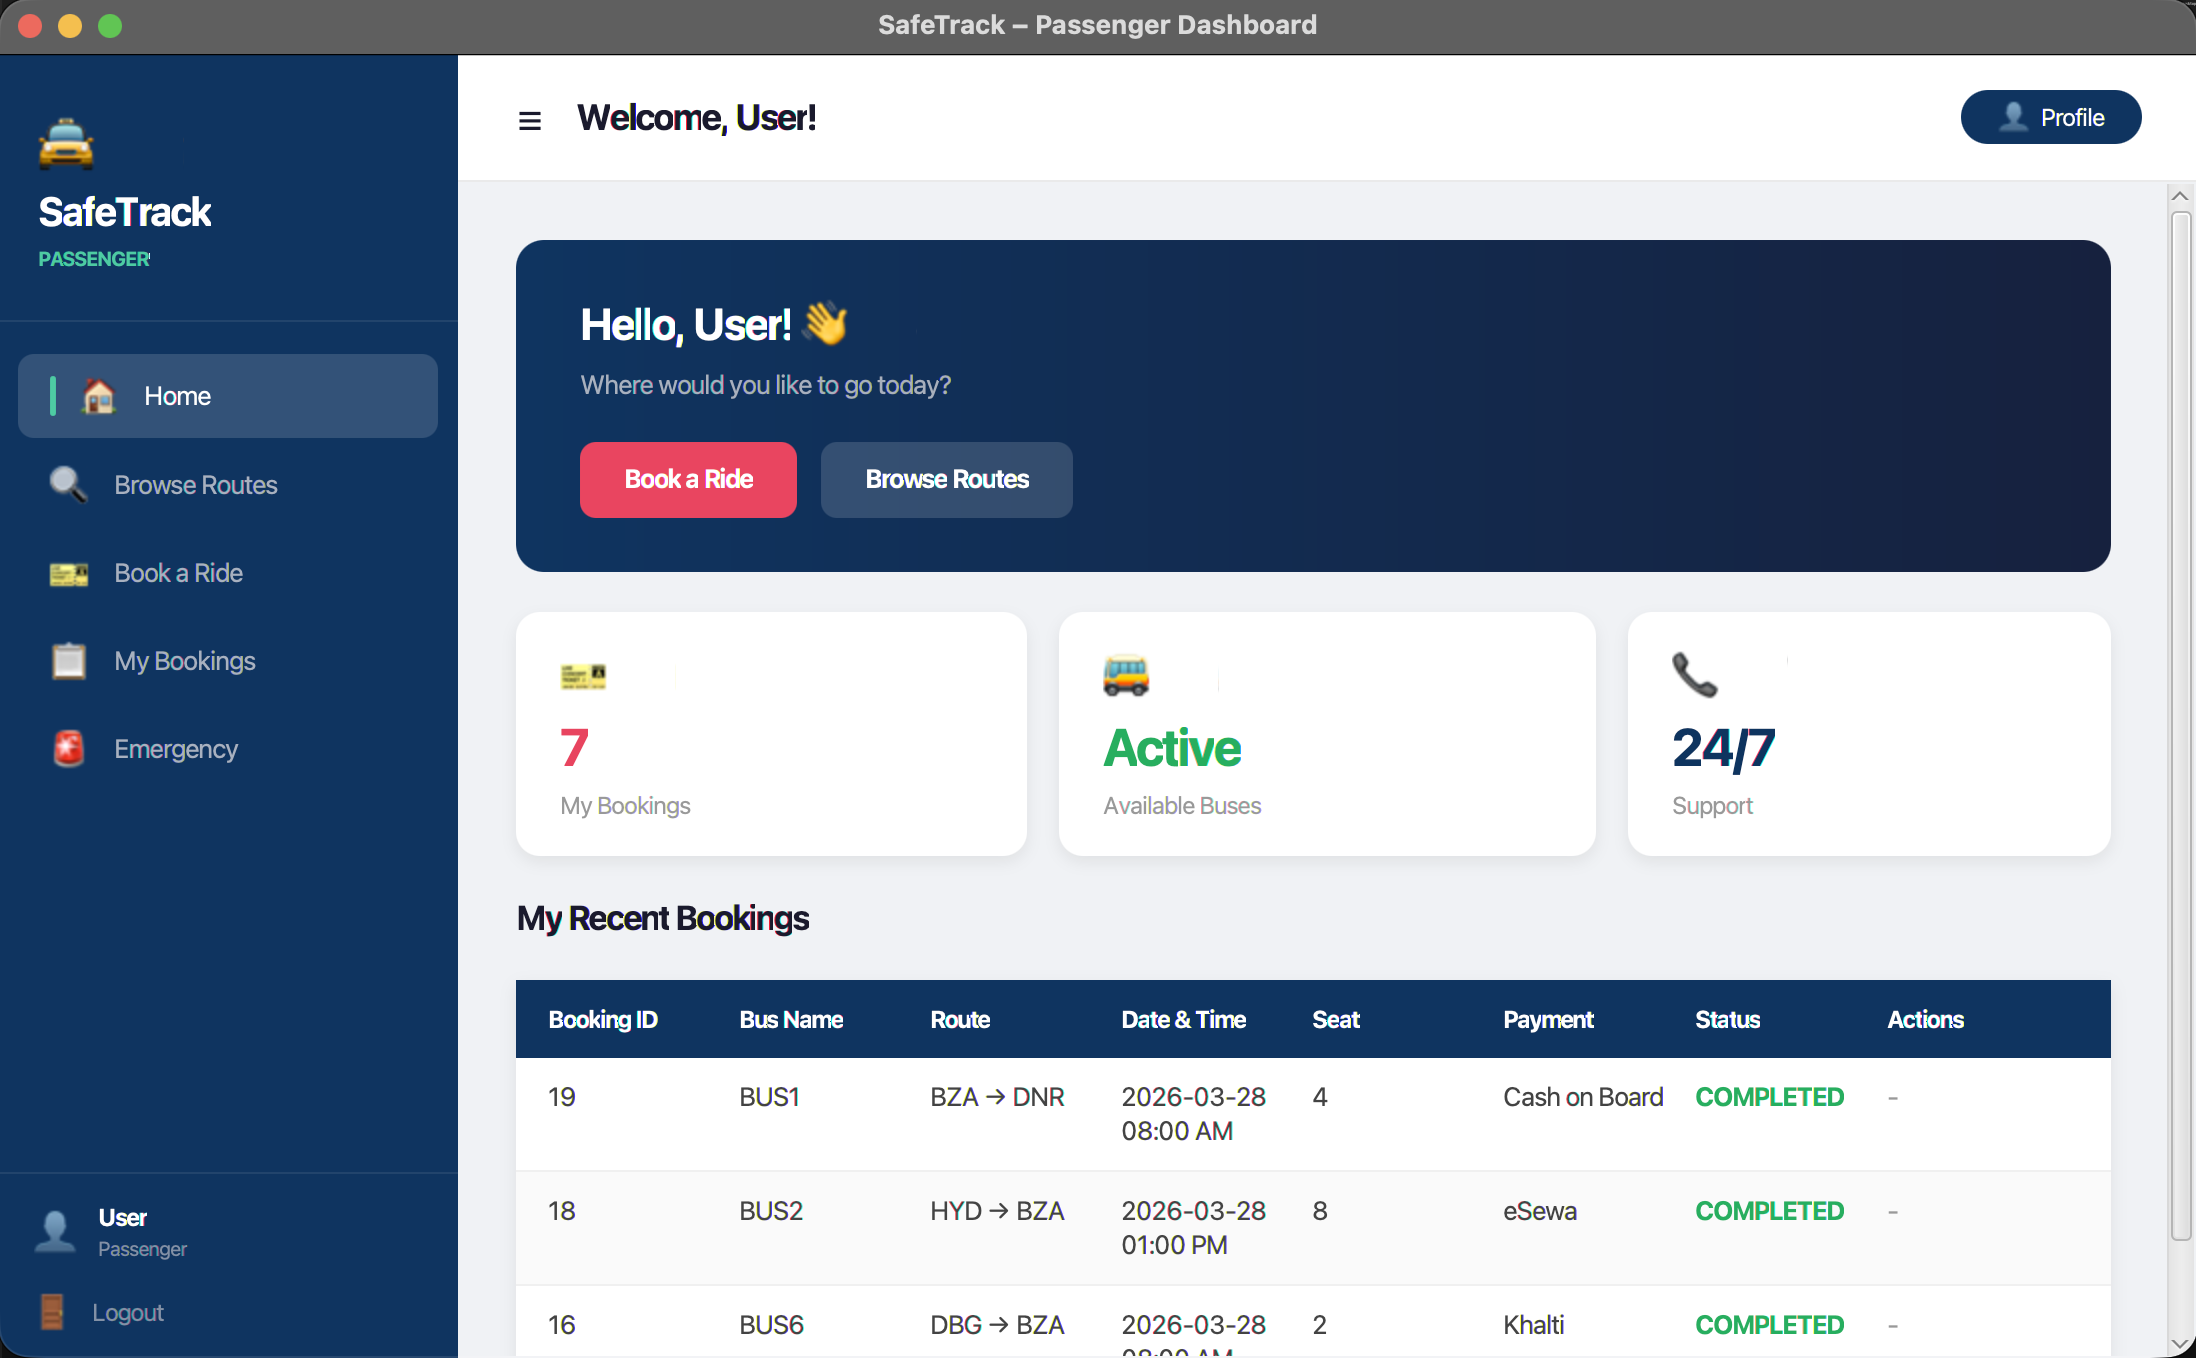 SafeTrack – Passenger Dashboard
SafeTrack
PASSENGER
Home
Browse Routes
Book a Ride
My Bookings
Emergency
User
Passenger
Logout
≡ Welcome, User!
Profile
Hello, User! 👋
Where would you like to go today?
Book a Ride Browse Routes
7
My Bookings
Active
Available Buses
24/7
Support
My Recent Bookings
Booking ID Bus Name Route Date & Time Seat Payment Status Actions
19 BUS1 BZA → DNR 2026-03-28 4 Cash on Board COMPLETED -
08:00 AM
18 BUS2 HYD → BZA 2026-03-28 8 eSewa COMPLETED -
01:00 PM
16 BUS6 DBG → BZA 2026-03-28 2 Khalti COMPLETED -